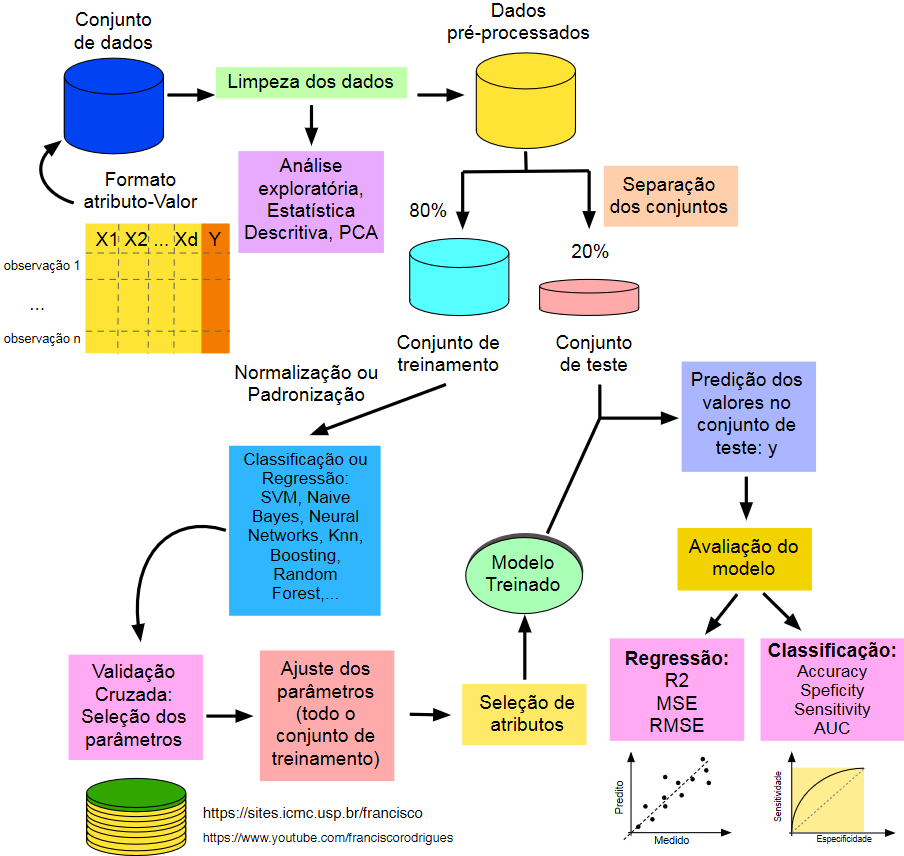 Conjunto
de dados
Limpeza dos dados
Dados
pré-processados
Formato
atributo-Valor
Análise
exploratória,
Estatística
Descritiva, PCA
Separação
dos conjuntos
80%
20%
X1 X2 ... Xd Y
observação 1
...
observação n
Conjunto de
treinamento
Conjunto
de teste
Normalização ou
Padronização
Predição dos
valores no
conjunto de
teste: y
Classificação ou
Regressão:
SVM, Naive
Bayes, Neural
Networks, Knn,
Boosting,
Random
Forest,...
Modelo
Treinado
Avaliação do
modelo
Validação
Cruzada:
Seleção dos
parâmetros
Ajuste dos
parâmetros
(todo o
conjunto de
treinamento)
Seleção de
atributos
Regressão:
R2
MSE
RMSE
Classificação:
Accuracy
Speficity
Sensitivity
AUC
Predito
Medido
Sensitividade
Especificidade
https://sites.icmc.usp.br/francisco
https://www.youtube.com/franciscorodrigues